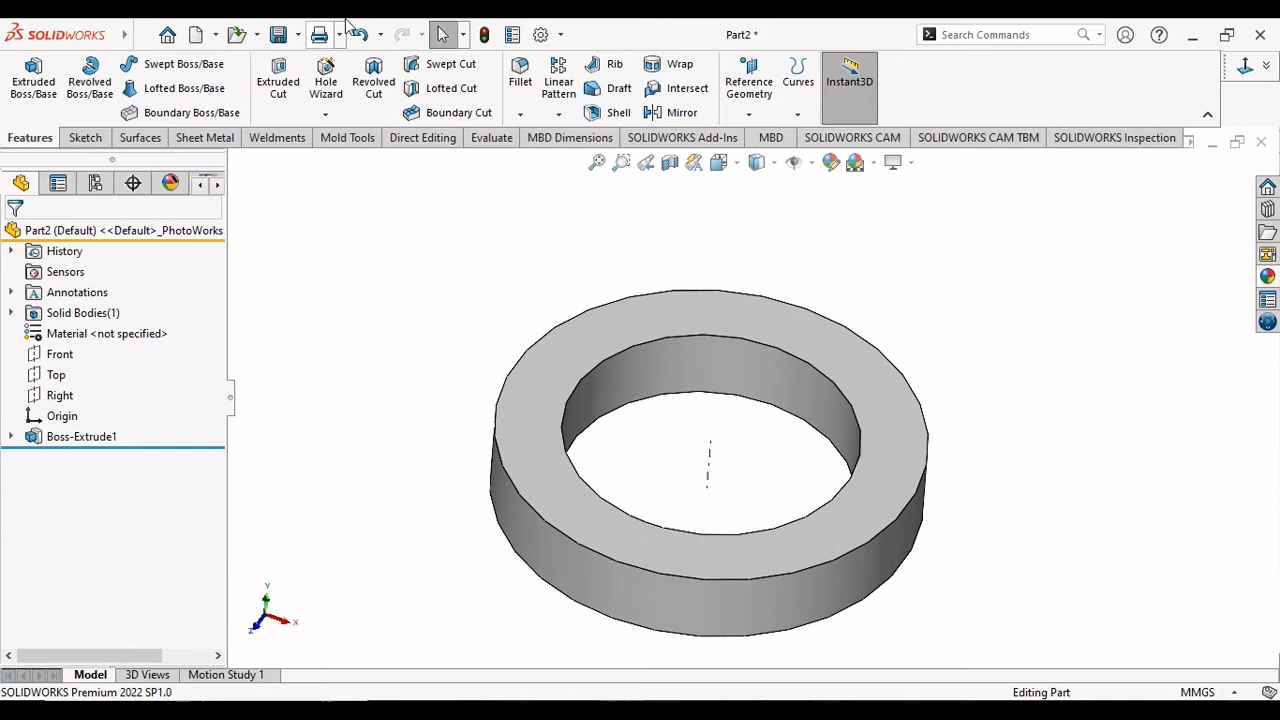 SOLIDWORKS
Part2 *
Search Commands
Extruded Boss/Base
Revolved Boss/Base
Swept Boss/Base
Lofted Boss/Base
Boundary Boss/Base
Extruded Cut
Hole Wizard
Revolved Cut
Swept Cut
Lofted Cut
Boundary Cut
Fillet
Linear Pattern
Rib
Draft
Shell
Wrap
Intersect
Mirror
Reference Geometry
Curves
Instant3D
Features
Sketch
Surfaces
Sheet Metal
Weldments
Mold Tools
Direct Editing
Evaluate
MBD Dimensions
SOLIDWORKS Add-Ins
MBD
SOLIDWORKS CAM
SOLIDWORKS CAM TBM
SOLIDWORKS Inspection
Part2 (Default) <<Default>_PhotoWorks
History
Sensors
Annotations
Solid Bodies(1)
Material <not specified>
Front
Top
Right
Origin
Boss-Extrude1
Y
X
Z
Model
3D Views
Motion Study 1
SOLIDWORKS Premium 2022 SP1.0
Editing Part
MMGS